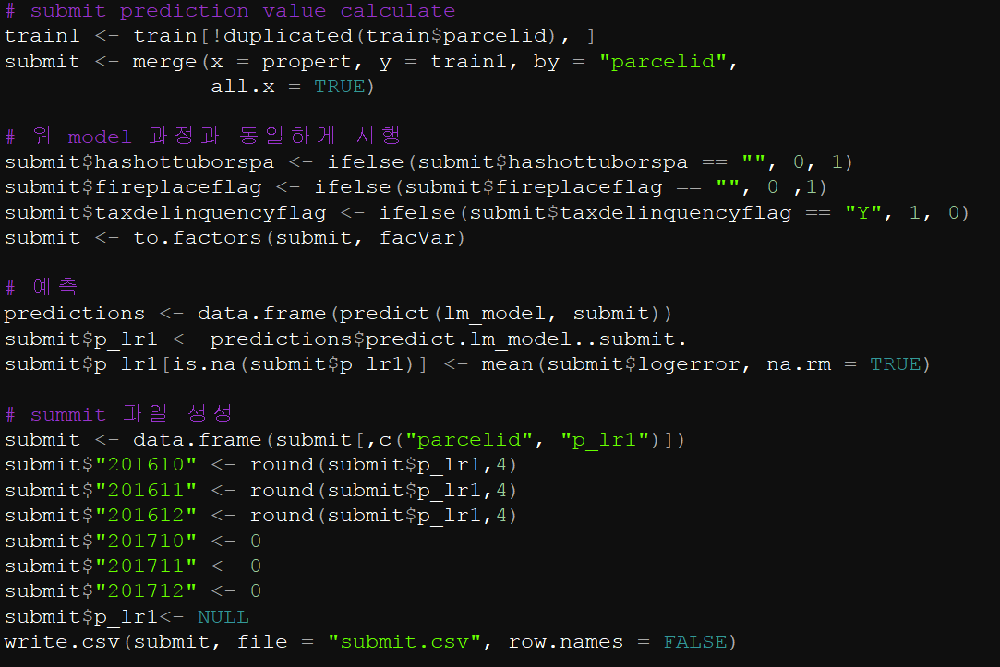 # submit prediction value calculate
train1 <- train[!duplicated(train$parcelid), ]
submit <- merge(x = propert, y = train1, by = "parcelid",
                all.x = TRUE)

# 위 model 과정과 동일하게 시행
submit$hashottuborspa <- ifelse(submit$hashottuborspa == "", 0, 1)
submit$fireplaceflag <- ifelse(submit$fireplaceflag == "", 0 ,1)
submit$taxdelinquencyflag <- ifelse(submit$taxdelinquencyflag == "Y", 1, 0)
submit <- to.factors(submit, facVar)

# 예측
predictions <- data.frame(predict(lm_model, submit))
submit$p_lr1 <- predictions$predict.lm_model..submit.
submit$p_lr1[is.na(submit$p_lr1)] <- mean(submit$logerror, na.rm = TRUE)

# summit 파일 생성
submit <- data.frame(submit[,c("parcelid", "p_lr1")])
submit$"201610" <- round(submit$p_lr1,4)
submit$"201611" <- round(submit$p_lr1,4)
submit$"201612" <- round(submit$p_lr1,4)
submit$"201710" <- 0
submit$"201711" <- 0
submit$"201712" <- 0
submit$p_lr1<- NULL
write.csv(submit, file = "submit.csv", row.names = FALSE)